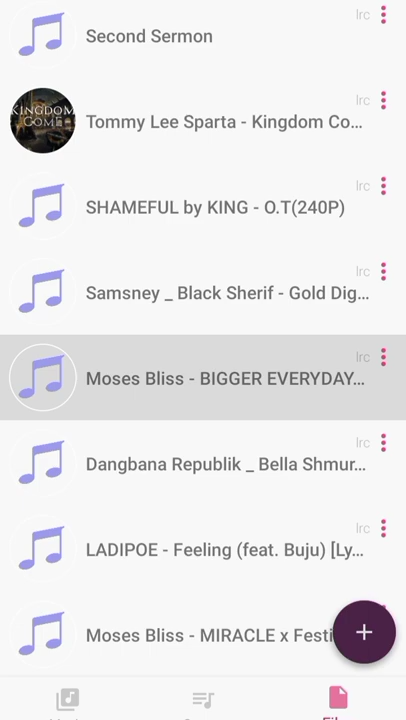 lrc
Second Sermon
lrc
KINGDOM
COME
Tommy Lee Sparta - Kingdom Co...
lrc
SHAMEFUL by KING - O.T(240P)
lrc
Samsney _ Black Sherif - Gold Dig...
lrc
Moses Bliss - BIGGER EVERYDAY...
lrc
Dangbana Republik _ Bella Shmur...
lrc
LADIPOE - Feeling (feat. Buju) [Ly...
Moses Bliss - MIRACLE x Festi
+